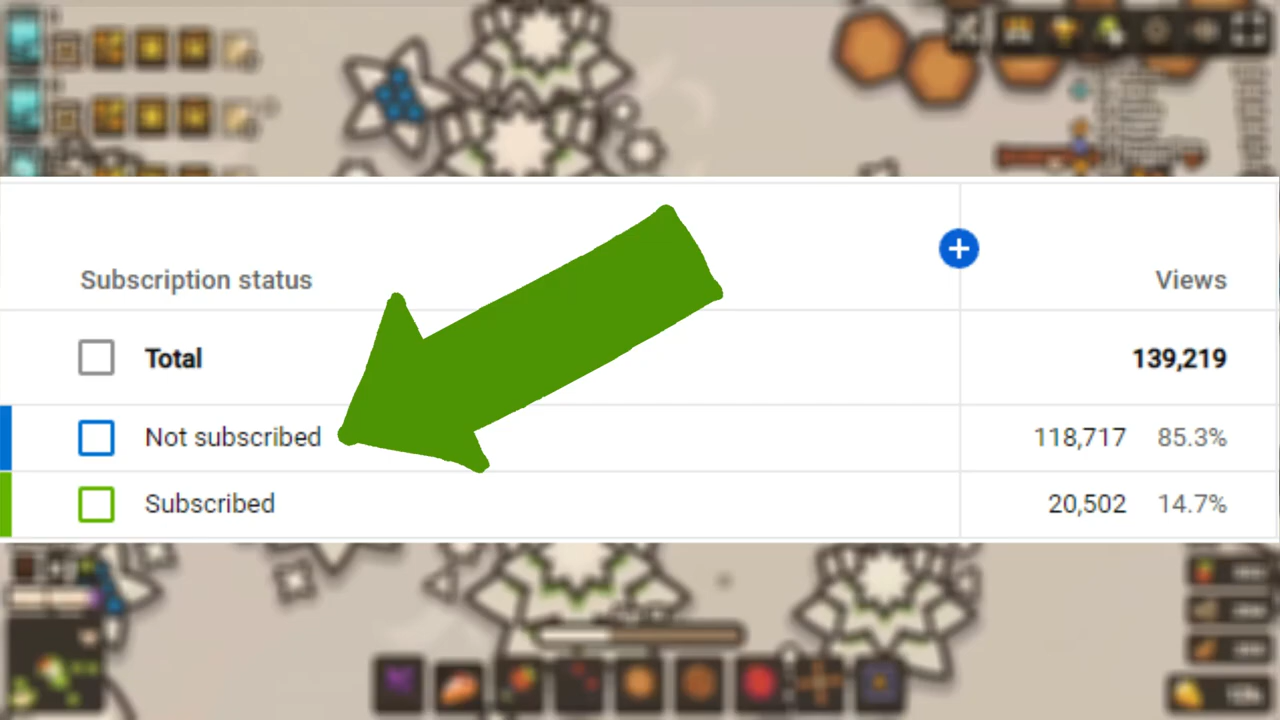 Subscription status Views
Total 139,219
Not subscribed 118,717 85.3%
Subscribed 20,502 14.7%